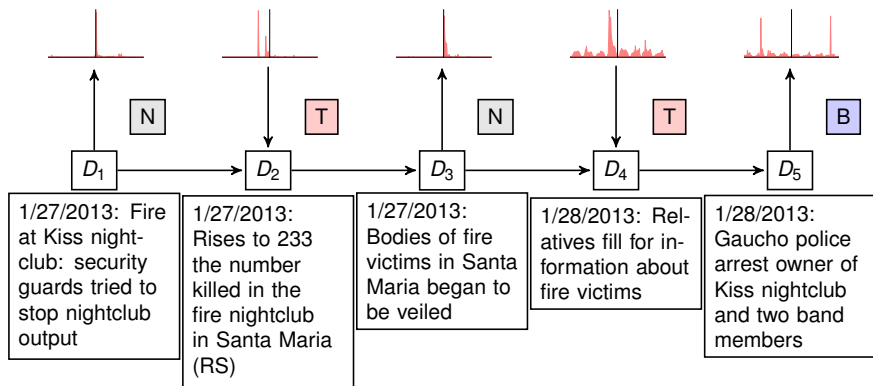 N
T
N
T
B
D1
D2
D3
D4
D5
1/27/2013: Fire
at Kiss night-
club: security
guards tried to
stop nightclub
output
1/27/2013:
Rises to 233
the number
killed in the
fire nightclub
in Santa Maria
(RS)
1/27/2013:
Bodies of fire
victims in Santa
Maria began to
be veiled
1/28/2013: Rel-
atives fill for in-
formation about
fire victims
1/28/2013:
Gaucho police
arrest owner of
Kiss nightclub
and two band
members